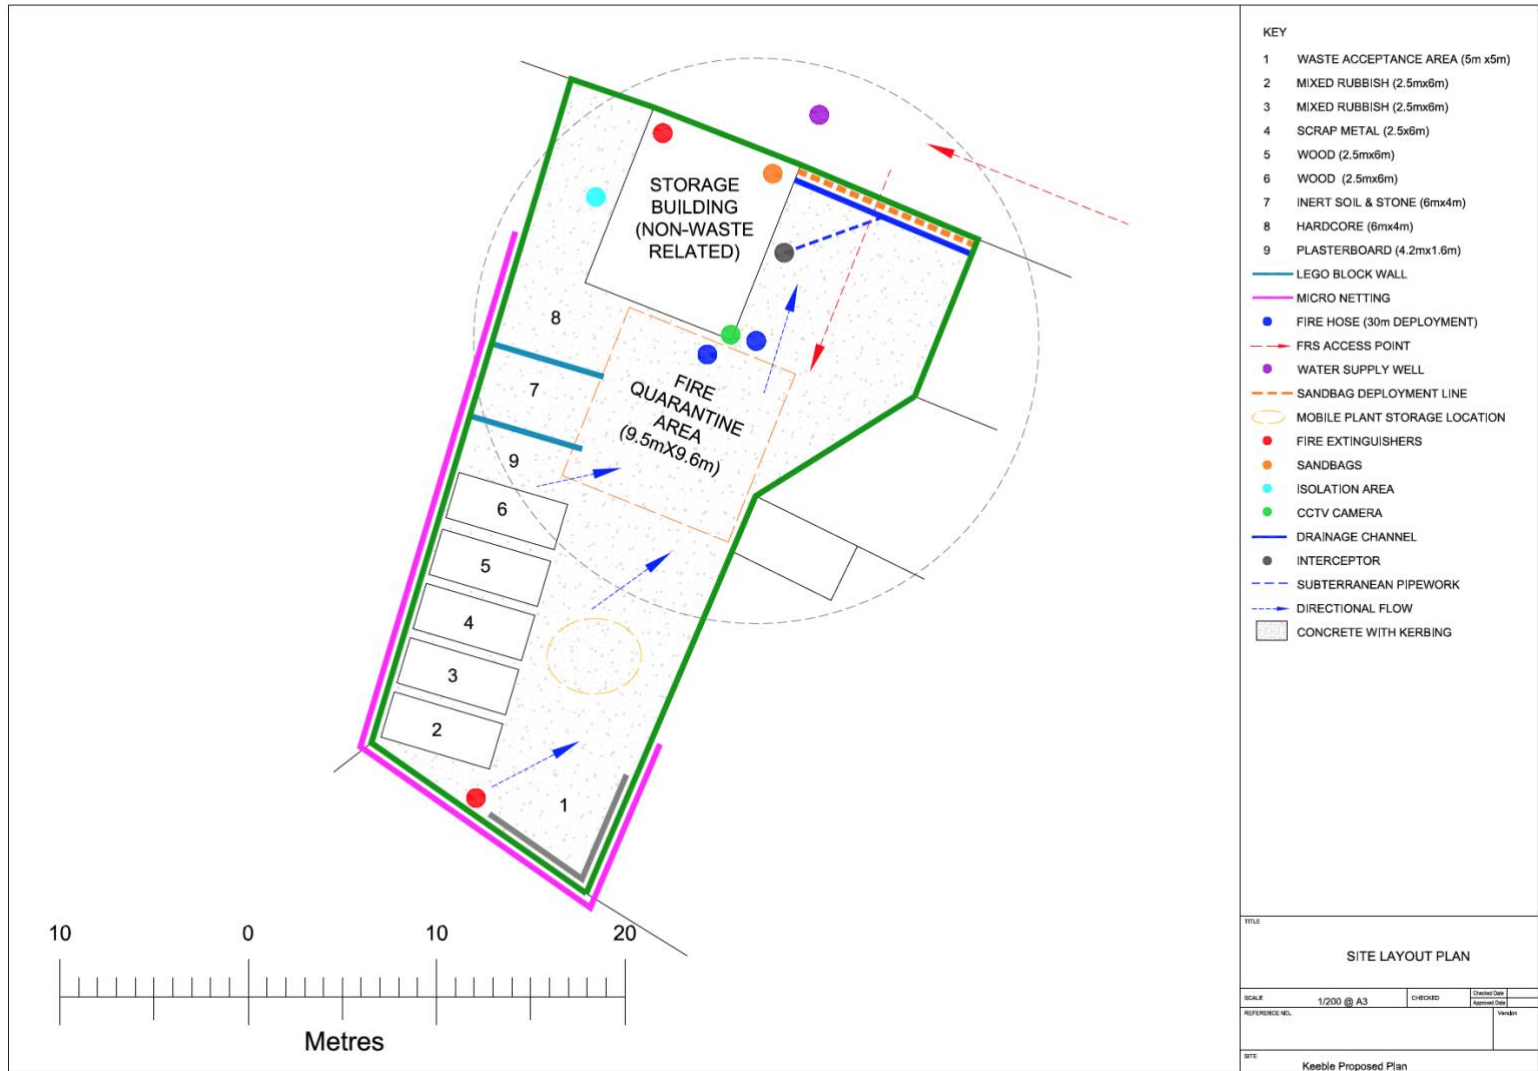 STORAGE
BUILDING
(NON-WASTE
RELATED)
8
7
9
6
5
4
3
2
1
FIRE
QUARANTINE
AREA
(9.5mX9.6m)
10 0 10 20
Metres
KEY
1 WASTE ACCEPTANCE AREA (5m x5m)
2 MIXED RUBBISH (2.5mx6m)
3 MIXED RUBBISH (2.5mx6m)
4 SCRAP METAL (2.5x6m)
5 WOOD (2.5mx6m)
6 WOOD (2.5mx6m)
7 INERT SOIL & STONE (6mx4m)
8 HARDCORE (6mx4m)
9 PLASTERBOARD (4.2mx1.6m)
LEGO BLOCK WALL
MICRO NETTING
FIRE HOSE (30m DEPLOYMENT)
FRS ACCESS POINT
WATER SUPPLY WELL
SANDBAG DEPLOYMENT LINE
MOBILE PLANT STORAGE LOCATION
FIRE EXTINGUISHERS
SANDBAGS
ISOLATION AREA
CCTV CAMERA
DRAINAGE CHANNEL
INTERCEPTOR
SUBTERRANEAN PIPEWORK
DIRECTIONAL FLOW
CONCRETE WITH KERBING
TITLE
SITE LAYOUT PLAN
SCALE 1/200 @ A3 CHECKED Checked Date
Approved Date
REFERENCE NO. Version
SITE
Keeble Proposed Plan